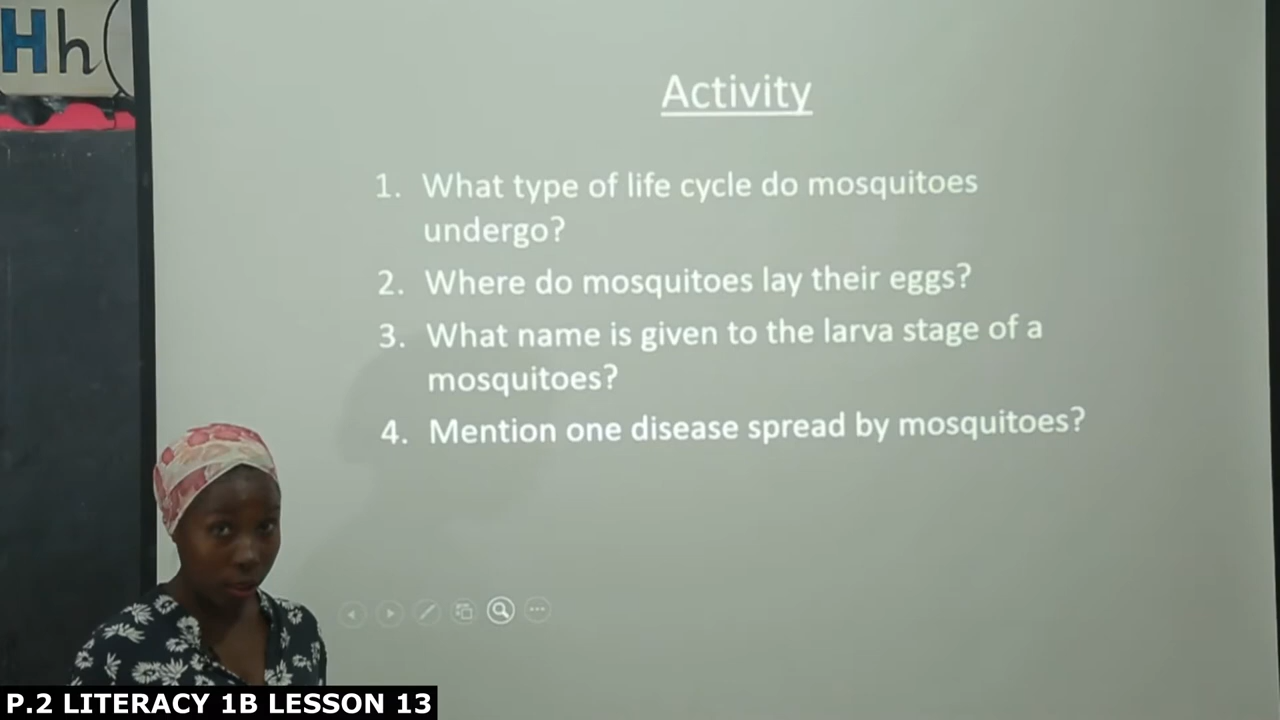 Hh
Activity
1. What type of life cycle do mosquitoes
undergo?
2. Where do mosquitoes lay their eggs?
3. What name is given to the larva stage of a
mosquitoes?
4. Mention one disease spread by mosquitoes?
P.2 LITERACY 1B LESSON 13